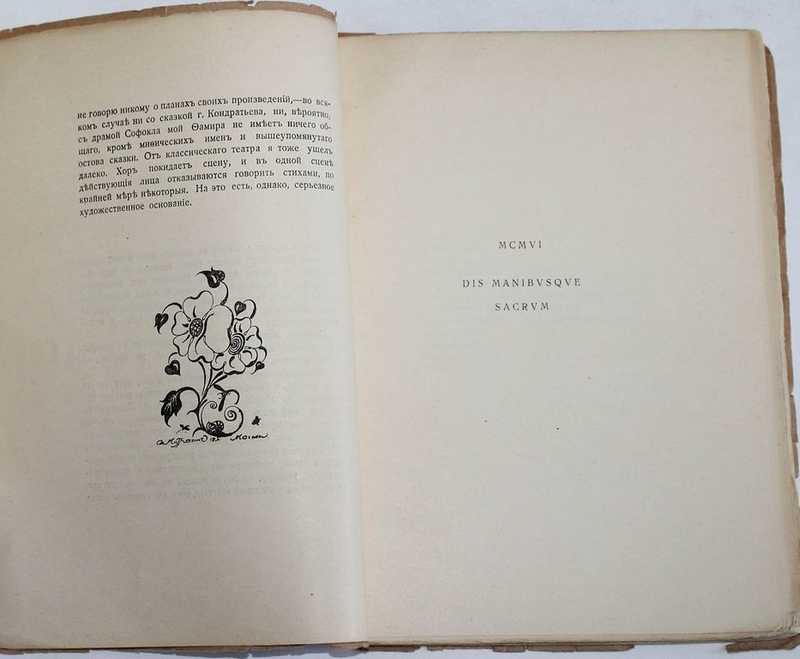 не говорю никому о планахъ своихъ произведеній,—во вся-
комъ случаѣ ни со сказкой г. Кондратьева, ни, вѣроятно,
съ драмой Софокла мой Ѳамира не имѣетъ ничего об-
щаго, кромѣ миѳическихъ именъ и вышеупомянутаго
остова сказки. Отъ классическаго театра я тоже ушелъ
далеко. Хоръ покидаетъ сцену, и въ одной сценѣ
дѣйствующія лица отказываются говорить стихами, по
крайней мѣрѣ нѣкоторыя. На это есть, однако, серьезное
художественное основаніе.
MCMVI
DIS MANIBVSQVE
SACRVM